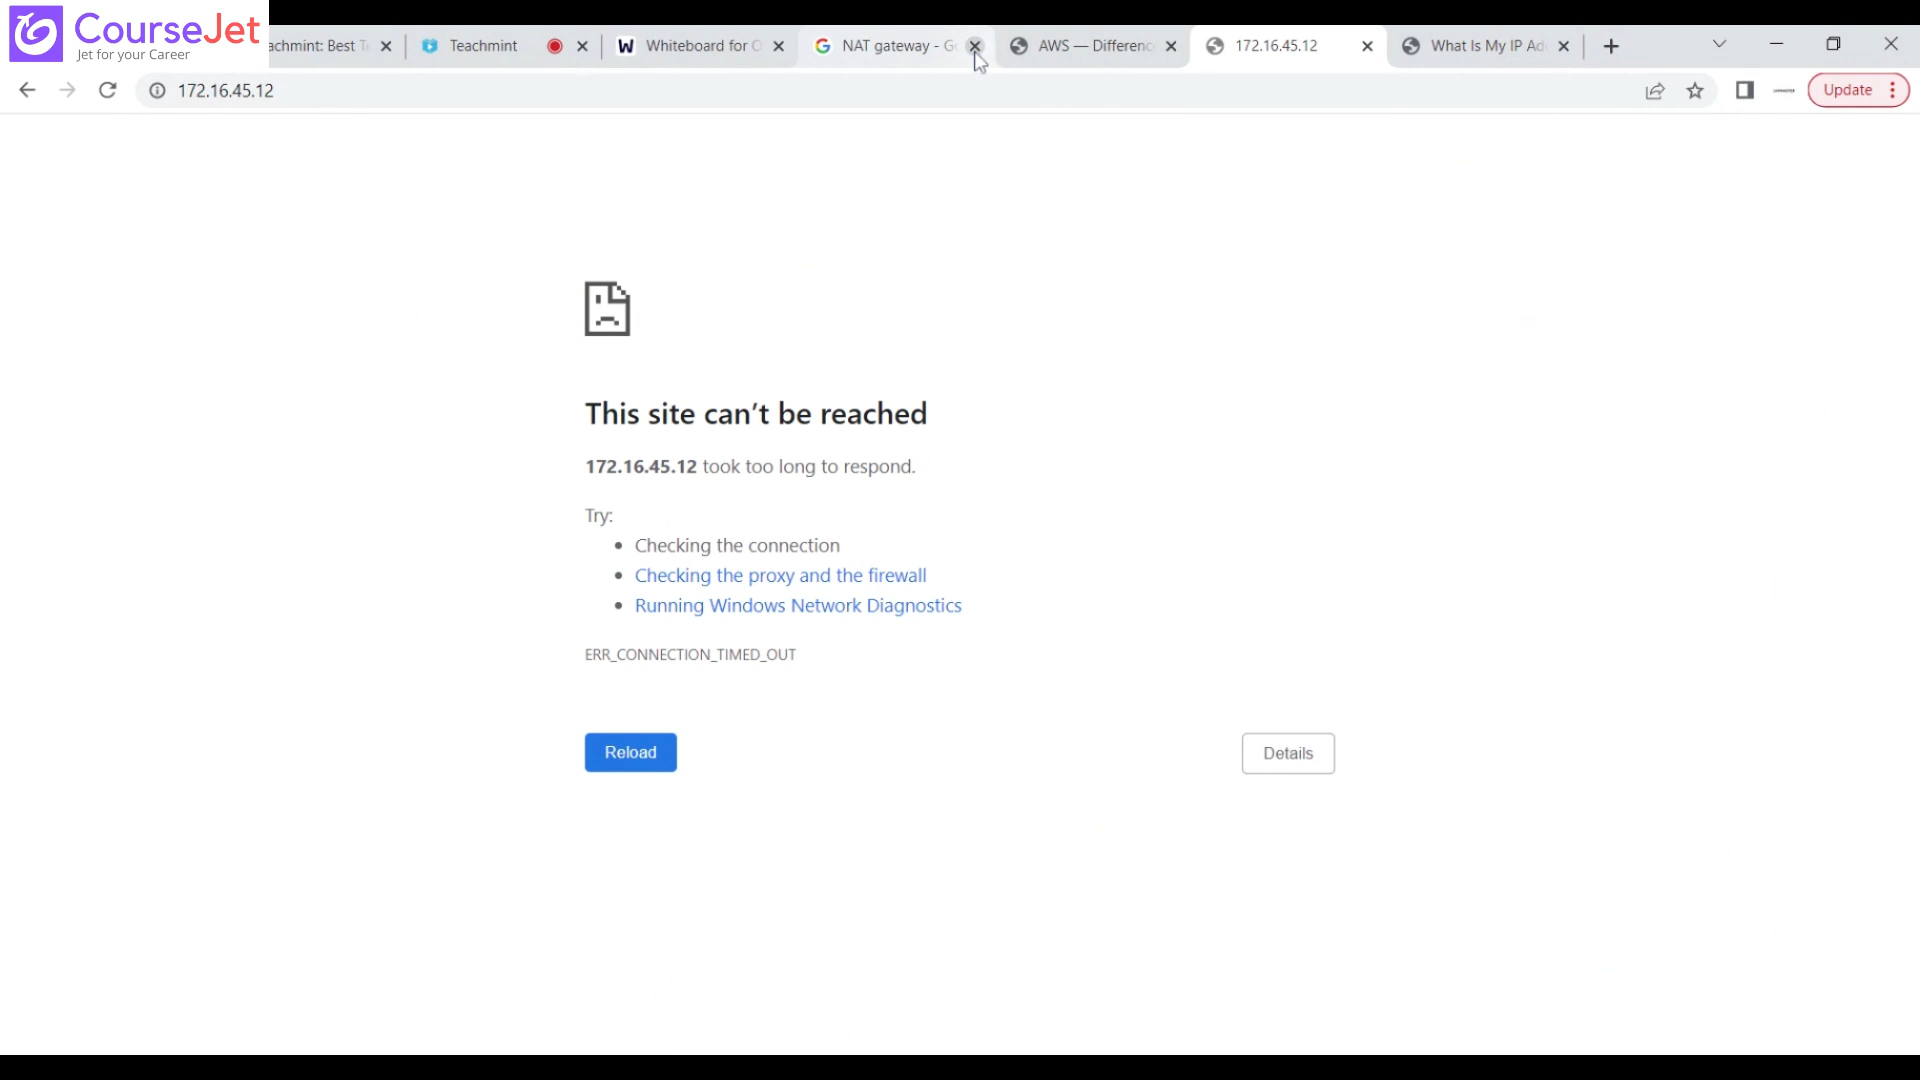 CourseJet
Jet for your Career
achmint: Best T
Teachmint
Whiteboard for O
NAT gateway - Go
AWS — Differenc
172.16.45.12
What Is My IP Ad
172.16.45.12
Update
This site can’t be reached
172.16.45.12 took too long to respond.
Try:
Checking the connection
Checking the proxy and the firewall
Running Windows Network Diagnostics
ERR_CONNECTION_TIMED_OUT
Reload
Details